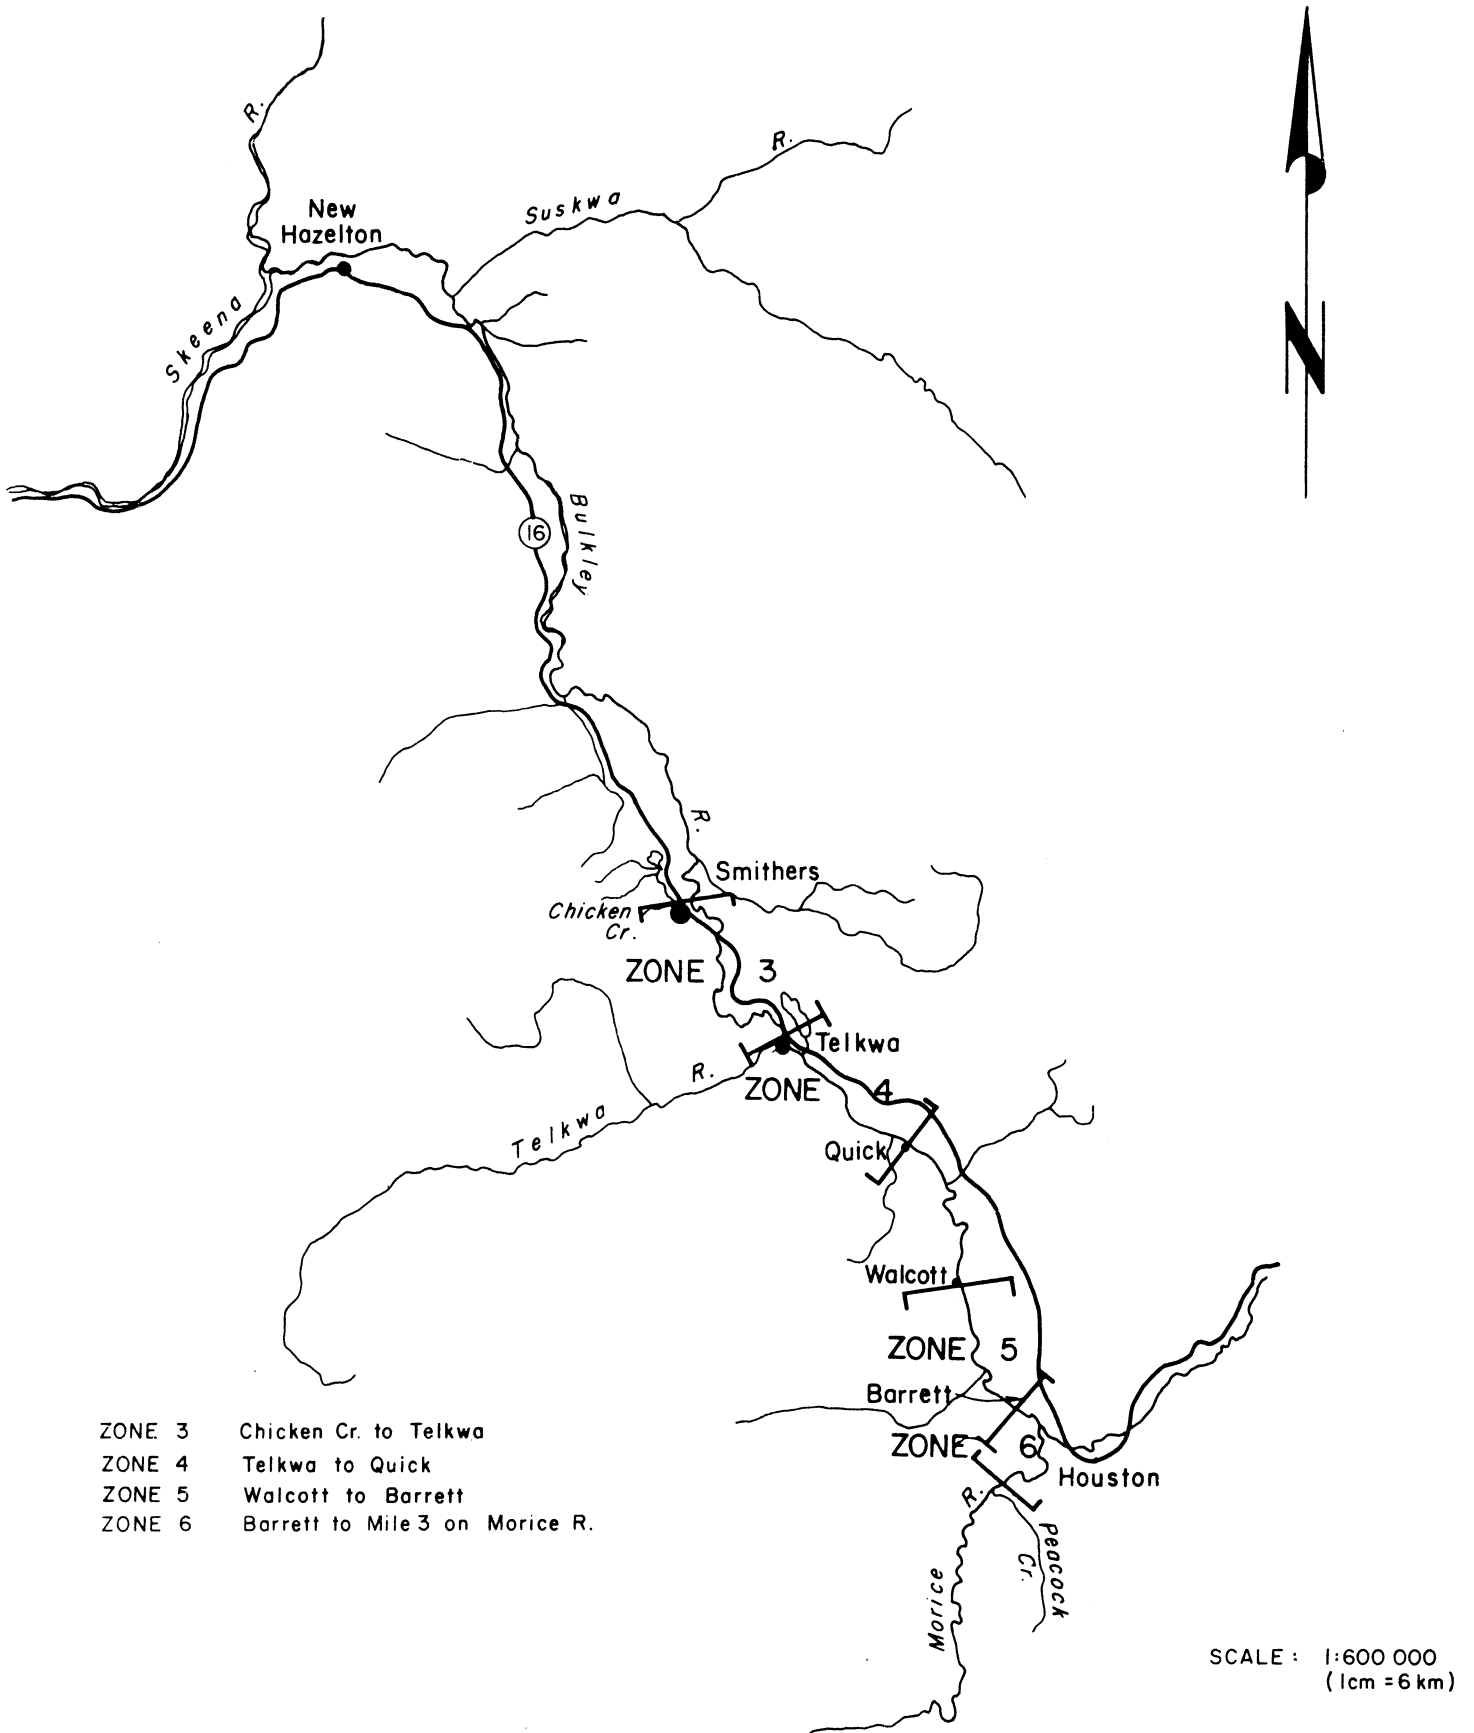 R.
R.
Suskwa
New
Hazelton
Skeena
N
Bulkley
16
R.
Smithers
Chicken
Cr.
ZONE 3
Telkwa
R.
ZONE 4
Telkwa
Quick
Walcott
ZONE 5
Barrett
ZONE 6
Houston
R.
Peacock
Cr.
Morice
ZONE 3 Chicken Cr. to Telkwa
ZONE 4 Telkwa to Quick
ZONE 5 Walcott to Barrett
ZONE 6 Barrett to Mile 3 on Morice R.
SCALE : 1:600 000
(1cm = 6 km)